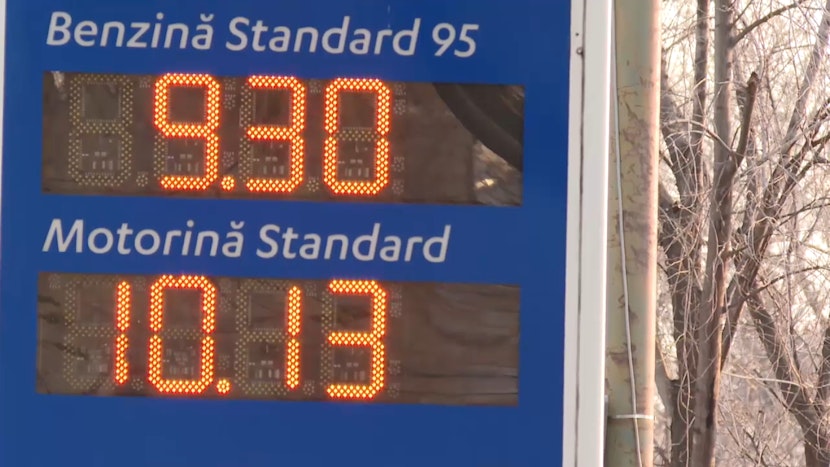 Benzină Standard 95
9.30
Motorină Standard
10.13